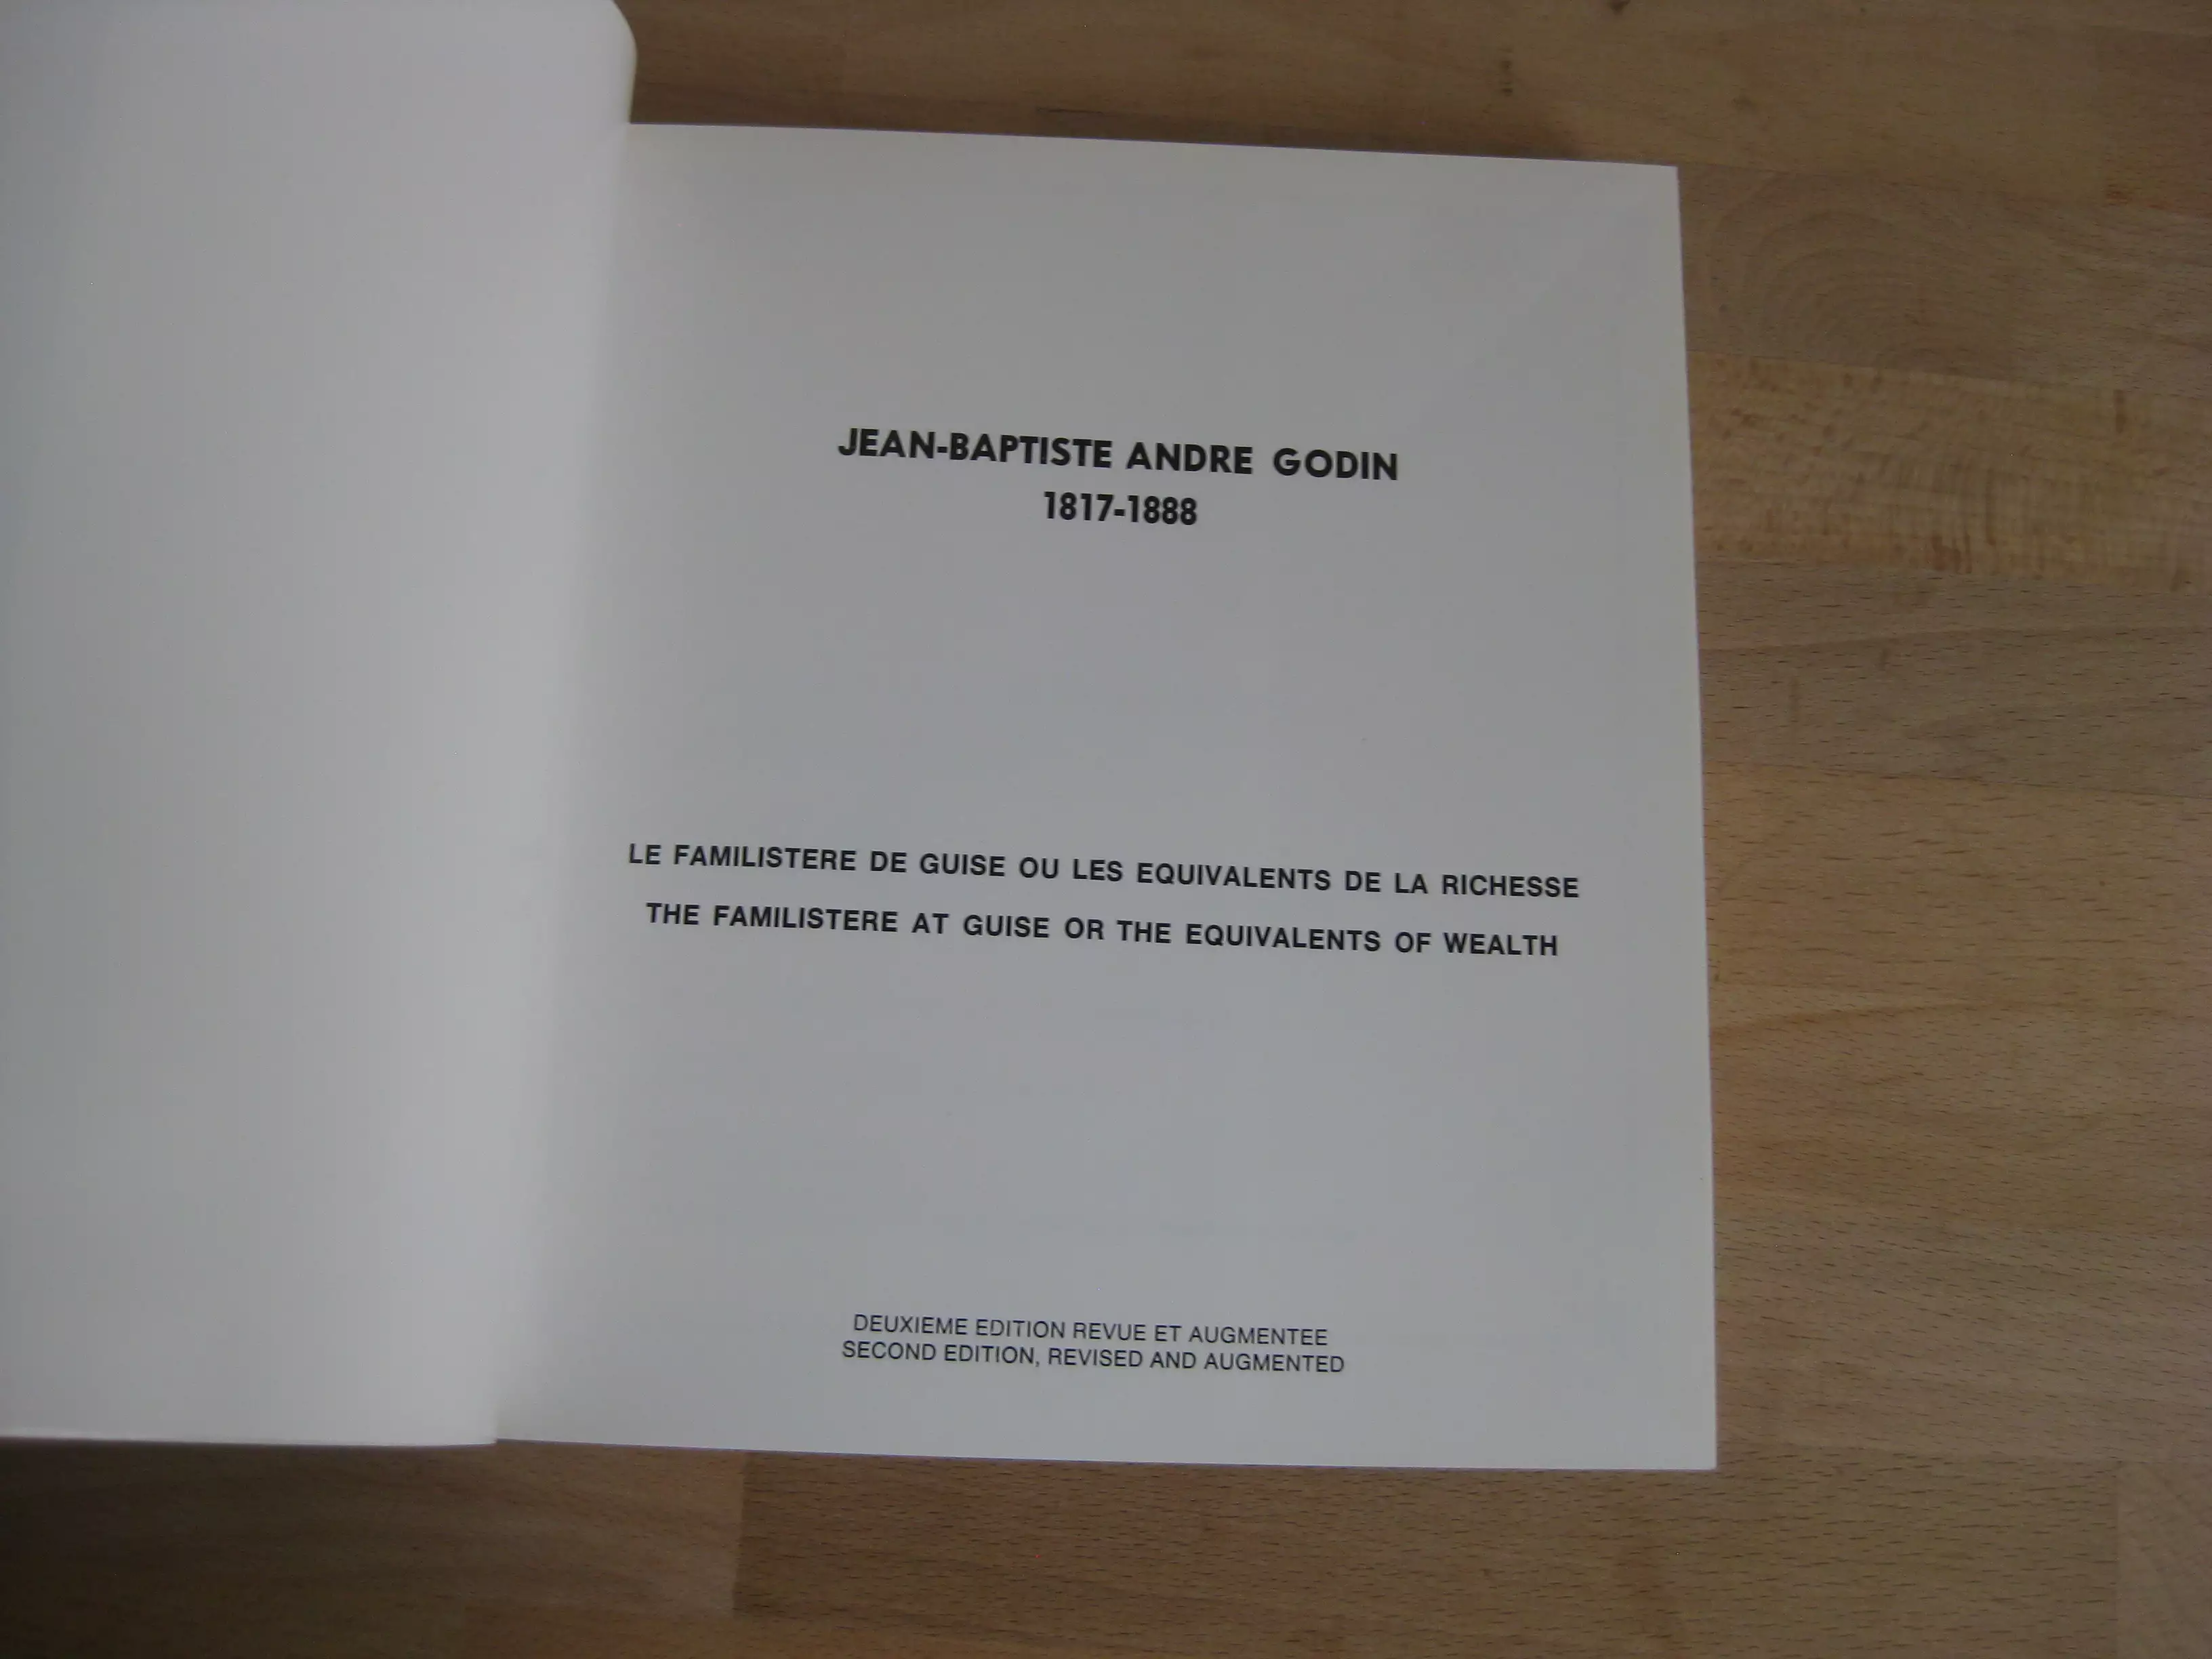 JEAN-BAPTISTE ANDRE GODIN
1817-1888
LE FAMILISTERE DE GUISE OU LES EQUIVALENTS DE LA RICHESSE
THE FAMILISTERE AT GUISE OR THE EQUIVALENTS OF WEALTH
DEUXIEME EDITION REVUE ET AUGMENTEE
SECOND EDITION, REVISED AND AUGMENTED